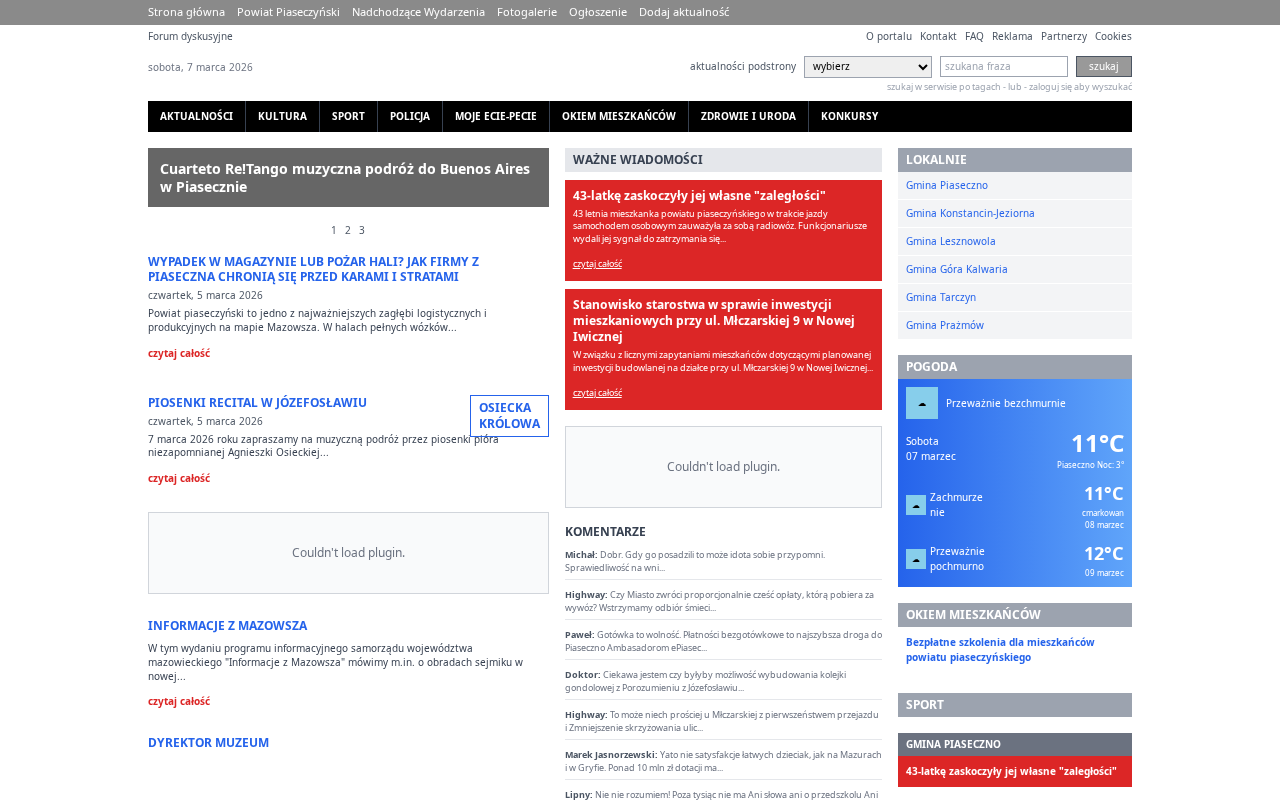 Strona główna Powiat Piaseczyński Nadchodzące Wydarzenia Fotogalerie Ogłoszenie Dodaj aktualność
Forum dyskusyjne
O portalu Kontakt FAQ Reklama Partnerzy Cookies
sobota, 7 marca 2026
aktualności podstrony wybierz szukana fraza szukaj
szukaj w serwisie po tagach - lub - zaloguj się aby wyszukać
AKTUALNOŚCI KULTURA SPORT POLICJA MOJE ECIE-PECIE OKIEM MIESZKAŃCÓW ZDROWIE I URODA KONKURSY
Cuarteto Re!Tango muzyczna podróż do Buenos Aires
w Piasecznie
1 2 3
WYPADEK W MAGAZYNIE LUB POŻAR HALI? JAK FIRMY Z
PIASECZNA CHRONIĄ SIĘ PRZED KARAMI I STRATAMI
czwartek, 5 marca 2026
Powiat piaseczyński to jedno z najważniejszych zagłębi logistycznych i
produkcyjnych na mapie Mazowsza. W halach pełnych wózków...
czytaj całość
PIOSENKI RECITAL W JÓZEFOSŁAWIU
czwartek, 5 marca 2026
OSIECKA
KRÓLOWA
7 marca 2026 roku zapraszamy na muzyczną podróż przez piosenki pióra
niezapomnianej Agnieszki Osieckiej...
czytaj całość
Couldn't load plugin.
INFORMACJE Z MAZOWSZA
W tym wydaniu programu informacyjnego samorządu województwa
mazowieckiego "Informacje z Mazowsza" mówimy m.in. o obradach sejmiku w
nowej...
czytaj całość
DYREKTOR MUZEUM
WAŻNE WIADOMOŚCI
43-latkę zaskoczyły jej własne "zaległości"
43 letnia mieszkanka powiatu piaseczyńskiego w trakcie jazdy
samochodem osobowym zauważyła za sobą radiowóz. Funkcjonariusze
wydali jej sygnał do zatrzymania się...
czytaj całość
Stanowisko starostwa w sprawie inwestycji
mieszkaniowych przy ul. Młczarskiej 9 w Nowej
Iwicznej
W związku z licznymi zapytaniami mieszkańców dotyczącymi planowanej
inwestycji budowlanej na działce przy ul. Młczarskiej 9 w Nowej Iwicznej...
czytaj całość
Couldn't load plugin.
KOMENTARZE
Michał: Dobr. Gdy go posadzili to może idota sobie przypomni.
Sprawiedliwość na wni...
Highway: Czy Miasto zwróci proporcjonalnie cześć opłaty, którą pobiera za
wywóz? Wstrzymamy odbiór śmieci...
Paweł: Gotówka to wolność. Płatności bezgotówkowe to najszybsza droga do
Piaseczno Ambasadorom ePiasec...
Doktor: Ciekawa jestem czy byłyby możliwość wybudowania kolejki
gondolowej z Porozumieniu z Józefosławiu...
Highway: To może niech prościej u Młczarskiej z pierwszeństwem przejazdu
i Zmniejszenie skrzyżowania ulic...
Marek Jasnorzewski: Yato nie satysfakcje łatwych dzieciak, jak na Mazurach
i w Gryfie. Ponad 10 mln zł dotacji ma...
Lipny: Nie nie rozumiem! Poza tysiąc nie ma Ani słowa ani o przedszkolu Ani
LOKALNIE
Gmina Piaseczno
Gmina Konstancin-Jeziorna
Gmina Lesznowola
Gmina Góra Kalwaria
Gmina Tarczyn
Gmina Prażmów
POGODA
Przeważnie bezchmurnie
Sobota
07 marzec
11°C
Piaseczno Noc: 3°
Zachmurze
nie
11°C
cmarkowan
08 marzec
Przeważnie
pochmurno
12°C
09 marzec
OKIEM MIESZKAŃCÓW
Bezpłatne szkolenia dla mieszkańców
powiatu piaseczyńskiego
SPORT
GMINA PIASECZNO
43-latkę zaskoczyły jej własne "zaległości"